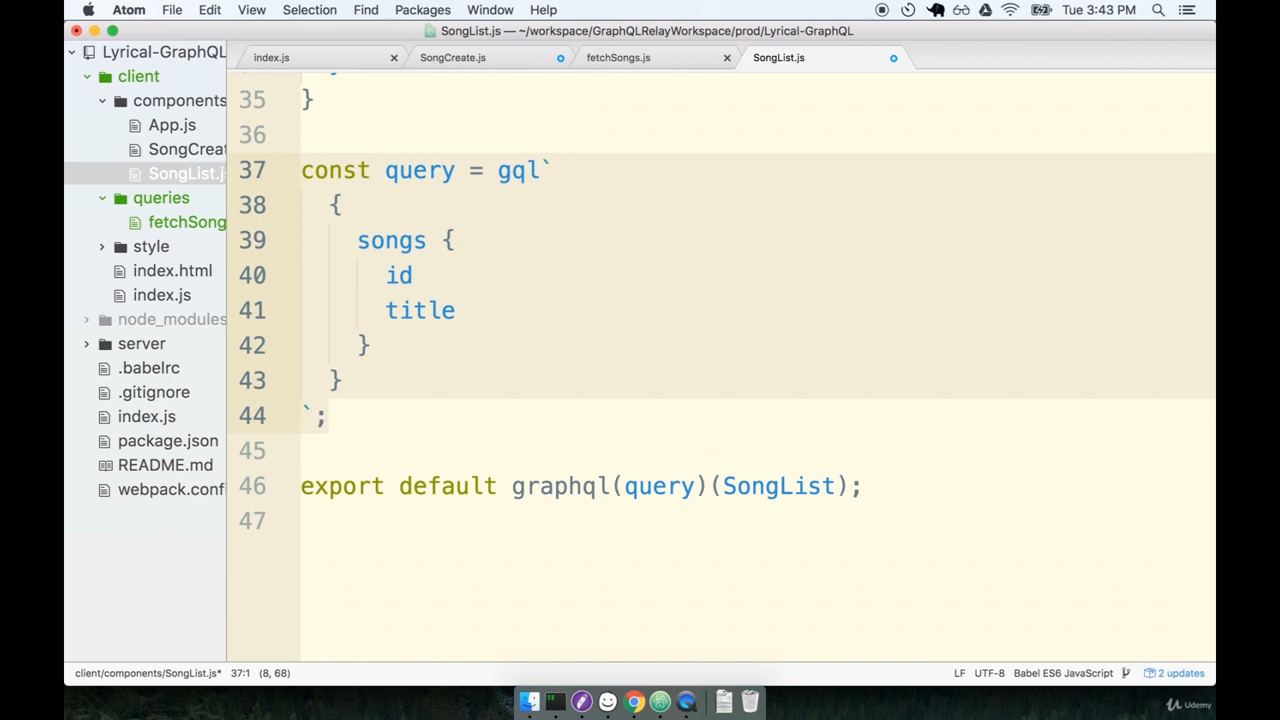 Atom File Edit View Selection Find Packages Window Help Tue 3:43 PM
SongList.js — ~/workspace/GraphQLRelayWorkspace/prod/Lyrical-GraphQL
Lyrical-GraphQL
client
components
App.js
SongCreat
SongList.js
queries
fetchSong
style
index.html
index.js
node_modules
server
.babelrc
.gitignore
index.js
package.json
README.md
webpack.confi
index.js SongCreate.js fetchSongs.js SongList.js
35 }
36
37 const query = gql`
38 {
39 songs {
40 id
41 title
42 }
43 }
44 `;
45
46 export default graphql(query)(SongList);
47
client/components/SongList.js* 37:1 (8, 68) LF UTF-8 Babel ES6 JavaScript 2 updates
Udemy